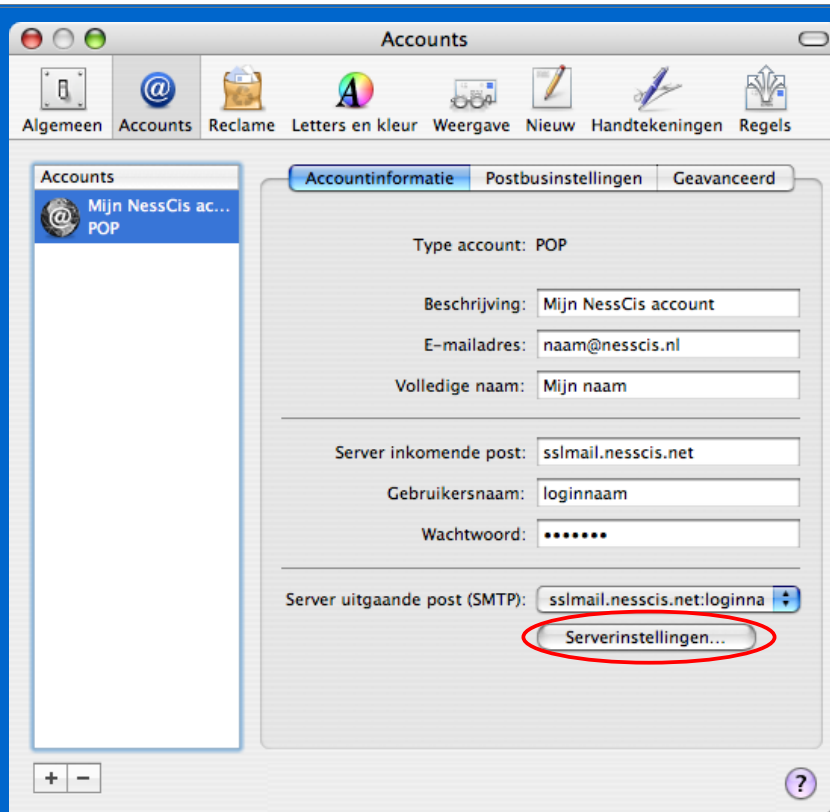 Accounts
Algemeen Accounts Reclame Letters en kleur Weergave Nieuw Handtekeningen Regels
Accounts
Mijn NessCis ac...
POP
Accountinformatie Postbusinstellingen Geavanceerd
Type account: POP
Beschrijving: Mijn NessCis account
E-mailadres: naam@nesscis.nl
Volledige naam: Mijn naam
Server inkomende post: sslmail.nesscis.net
Gebruikersnaam: loginnaam
Wachtwoord: •••••••
Server uitgaande post (SMTP): sslmail.nesscis.net:loginna
Serverinstellingen...
+ − ?